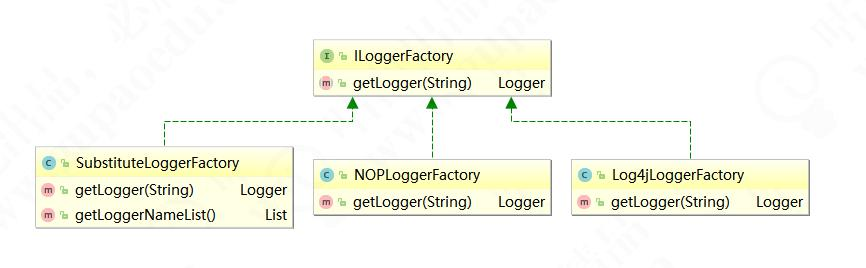 ILoggerFactory
getLogger(String) Logger
SubstituteLoggerFactory
getLogger(String) Logger
getLoggerNameList() List
NOPLoggerFactory
getLogger(String) Logger
Log4jLoggerFactory
getLogger(String) Logger